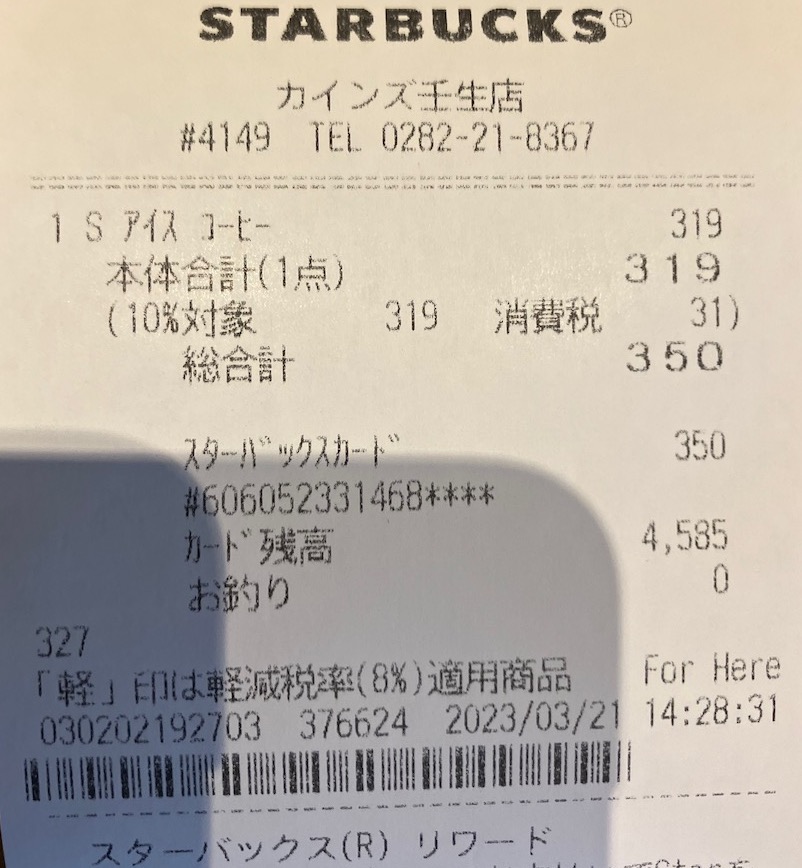 STARBUCKS®
カインズ壬生店
#4149 TEL 0282-21-8367
1 S アイス コーヒー 319
本体合計(1点) 319
(10%対象 319 消費税 31)
総合計 350
スターバックスカード 350
#606052331468****
カード残高 4,585
お釣り 0
327
「軽」印は軽減税率(8%)適用商品 For Here
030202192703 376624 2023/03/21 14:28:31
スターバックス(R) リワード